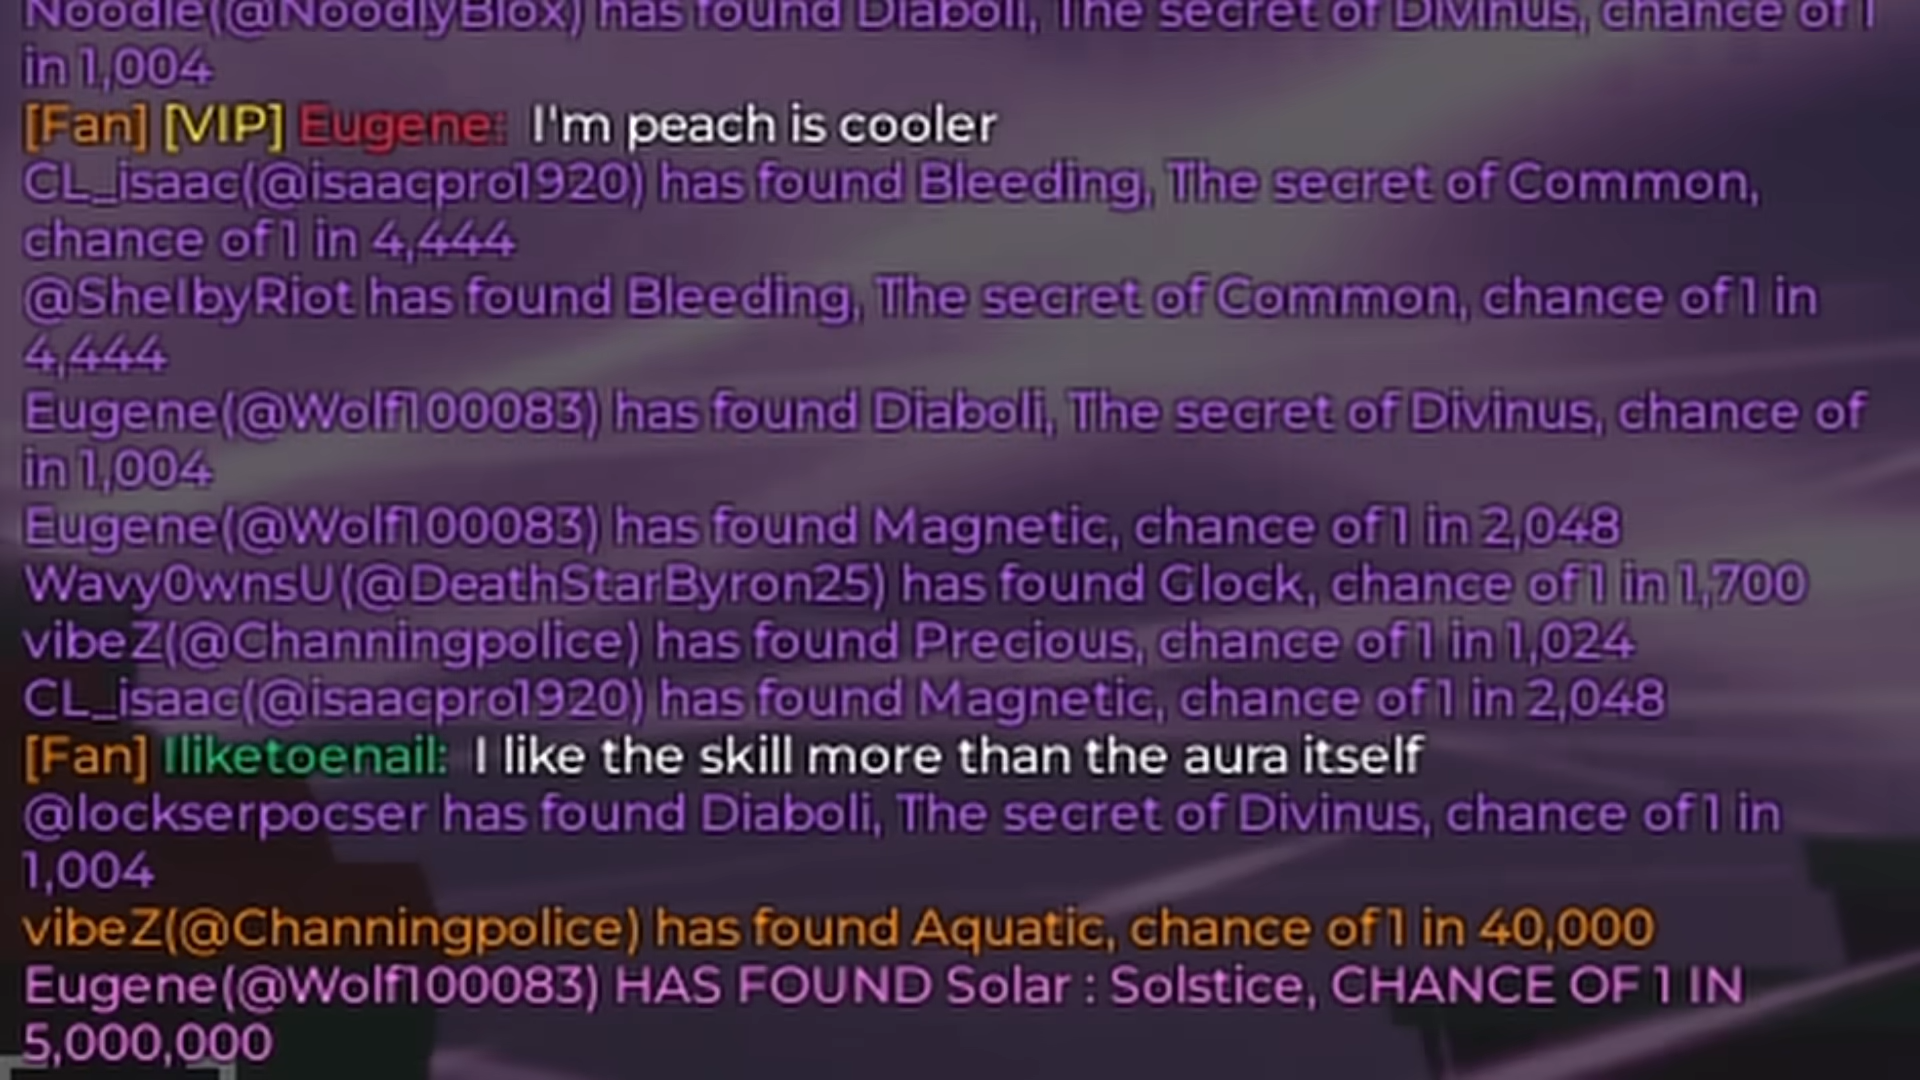 Noodle(@NoodlyBlox) has found Diaboli, The secret of Divinus, chance of 1
in 1,004
[Fan] [VIP] Eugene: I'm peach is cooler
CL_isaac(@isaacpro1920) has found Bleeding, The secret of Common,
chance of 1 in 4,444
@ShelbyRiot has found Bleeding, The secret of Common, chance of 1 in
4,444
Eugene(@Wolf100083) has found Diaboli, The secret of Divinus, chance of
in 1,004
Eugene(@Wolf100083) has found Magnetic, chance of 1 in 2,048
Wavy0wnsU(@DeathStarByron25) has found Glock, chance of 1 in 1,700
vibeZ(@Channingpolice) has found Precious, chance of 1 in 1,024
CL_isaac(@isaacpro1920) has found Magnetic, chance of 1 in 2,048
[Fan] Iliketoenail: I like the skill more than the aura itself
@lockserpocser has found Diaboli, The secret of Divinus, chance of 1 in
1,004
vibeZ(@Channingpolice) has found Aquatic, chance of 1 in 40,000
Eugene(@Wolf100083) HAS FOUND Solar : Solstice, CHANCE OF 1 IN
5,000,000